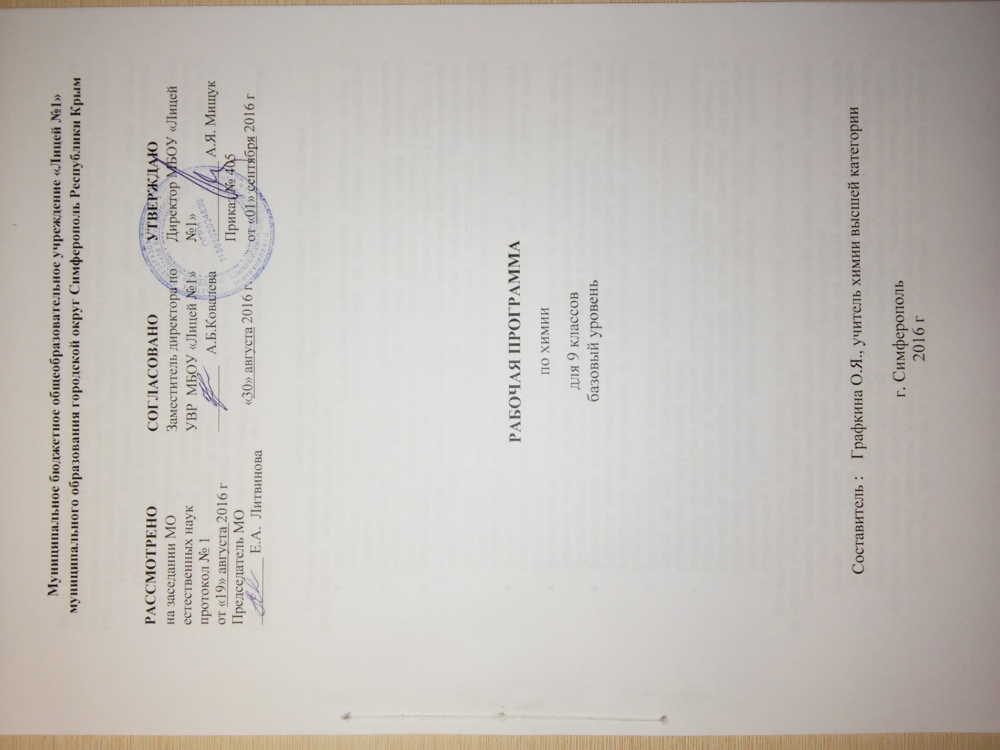 Муниципальное бюджетное общеобразовательное учреждение «Лицей №1»
муниципального образования городской округ Симферополь Республики Крым
РАССМОТРЕНО
на заседании МО
естественных наук
протокол № 1
от «19» августа 2016 г
Председатель МО
Е.А. Литвинова
СОГЛАСОВАНО
Заместитель директора по
УВР МБОУ «Лицей №1»
А.Б.Ковалева
«30» августа 2016 г.
УТВЕРЖДАЮ
Директор МБОУ «Лицей
№1»
А.Я. Мищук
Приказ № 405
от «01» сентября 2016 г
ОГРН
1159102004830
РАБОЧАЯ ПРОГРАММА
по химии
для 9 классов
базовый уровень
Составитель : Графкина О.Я., учитель химии высшей категории
г. Симферополь
2016 г